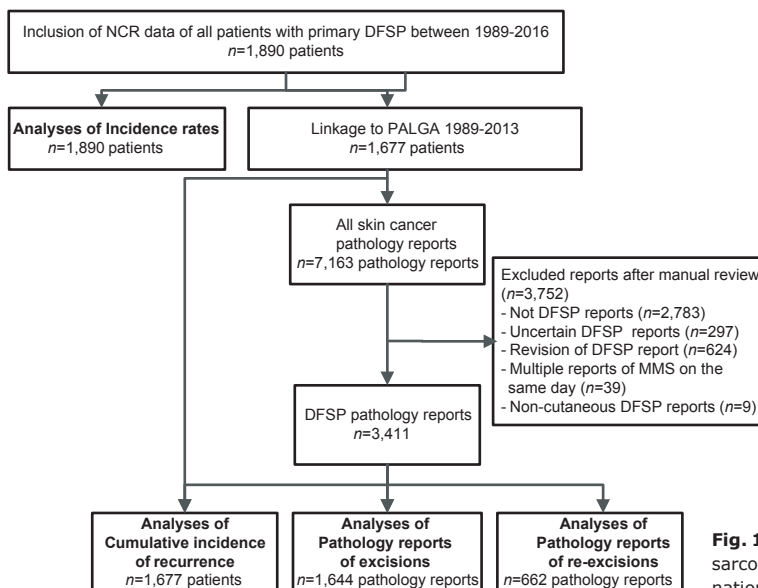 Inclusion of NCR data of all patients with primary DFSP between 1989-2016
n=1,890 patients
Analyses of Incidence rates
n=1,890 patients
Linkage to PALGA 1989-2013
n=1,677 patients
All skin cancer
pathology reports
n=7,163 pathology reports
Excluded reports after manual review
(n=3,752)
- Not DFSP reports (n=2,783)
- Uncertain DFSP reports (n=297)
- Revision of DFSP report (n=624)
- Multiple reports of MMS on the
same day (n=39)
- Non-cutaneous DFSP reports (n=9)
DFSP pathology reports
n=3,411
Analyses of
Cumulative incidence
of recurrence
n=1,677 patients
Analyses of
Pathology reports
of excisions
n=1,644 pathology reports
Analyses of
Pathology reports
of re-excisions
n=662 pathology reports
Fig. 1
sarco
nation